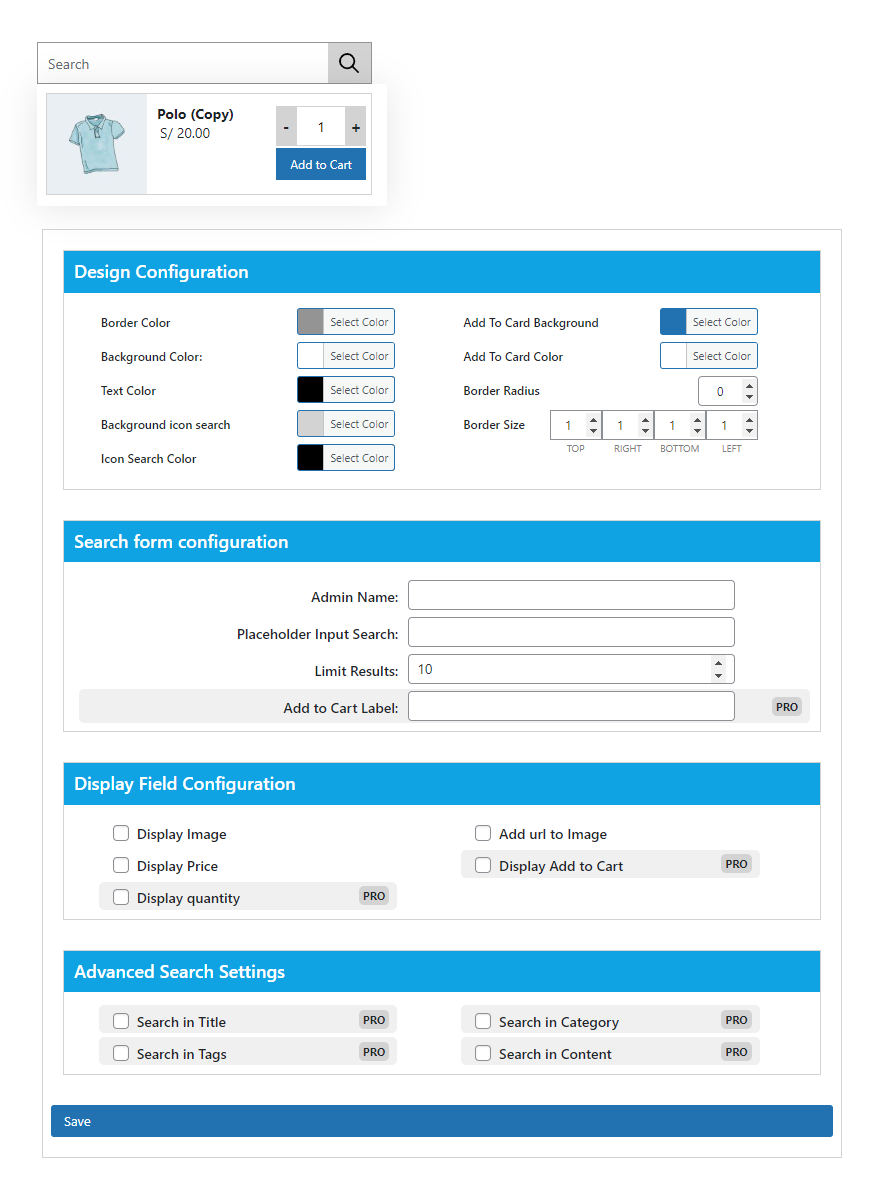 Search
Polo (Copy)
S/ 20.00
- 1 +
Add to Cart
Design Configuration
Border Color Select Color
Add To Card Background Select Color
Background Color: Select Color
Add To Card Color Select Color
Text Color Select Color
Border Radius 0
Background icon search Select Color
Border Size 1 1 1 1
TOP RIGHT BOTTOM LEFT
Icon Search Color Select Color
Search form configuration
Admin Name:
Placeholder Input Search:
Limit Results: 10
Add to Cart Label: PRO
Display Field Configuration
Display Image
Add url to Image
Display Price
Display Add to Cart PRO
Display quantity PRO
Advanced Search Settings
Search in Title PRO
Search in Category PRO
Search in Tags PRO
Search in Content PRO
Save